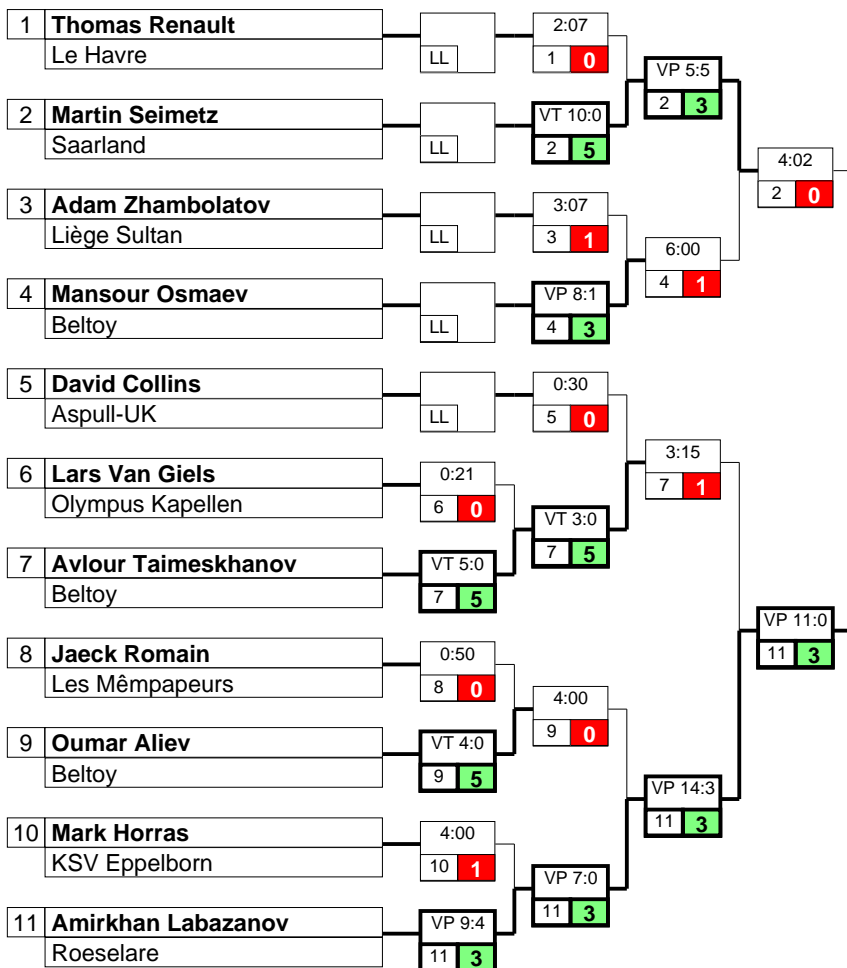 1 Thomas Renault
Le Havre
LL
2:07
1 0
VP 5:5
2 3
2 Martin Seimetz
Saarland
LL
VT 10:0
2 5
4:02
2 0
3 Adam Zhambolatov
Liège Sultan
LL
3:07
3 1
6:00
4 1
4 Mansour Osmaev
Beltoy
LL
VP 8:1
4 3
5 David Collins
Aspull-UK
LL
0:30
5 0
3:15
7 1
6 Lars Van Giels
Olympus Kapellen
0:21
6 0
VT 3:0
7 5
7 Avlour Taimeskhanov
Beltoy
VT 5:0
7 5
VP 11:0
11 3
8 Jaeck Romain
Les Mêmpapeurs
0:50
8 0
4:00
9 0
9 Oumar Aliev
Beltoy
VT 4:0
9 5
VP 14:3
11 3
10 Mark Horras
KSV Eppelborn
4:00
10 1
VP 7:0
11 3
11 Amirkhan Labazanov
Roeselare
VP 9:4
11 3